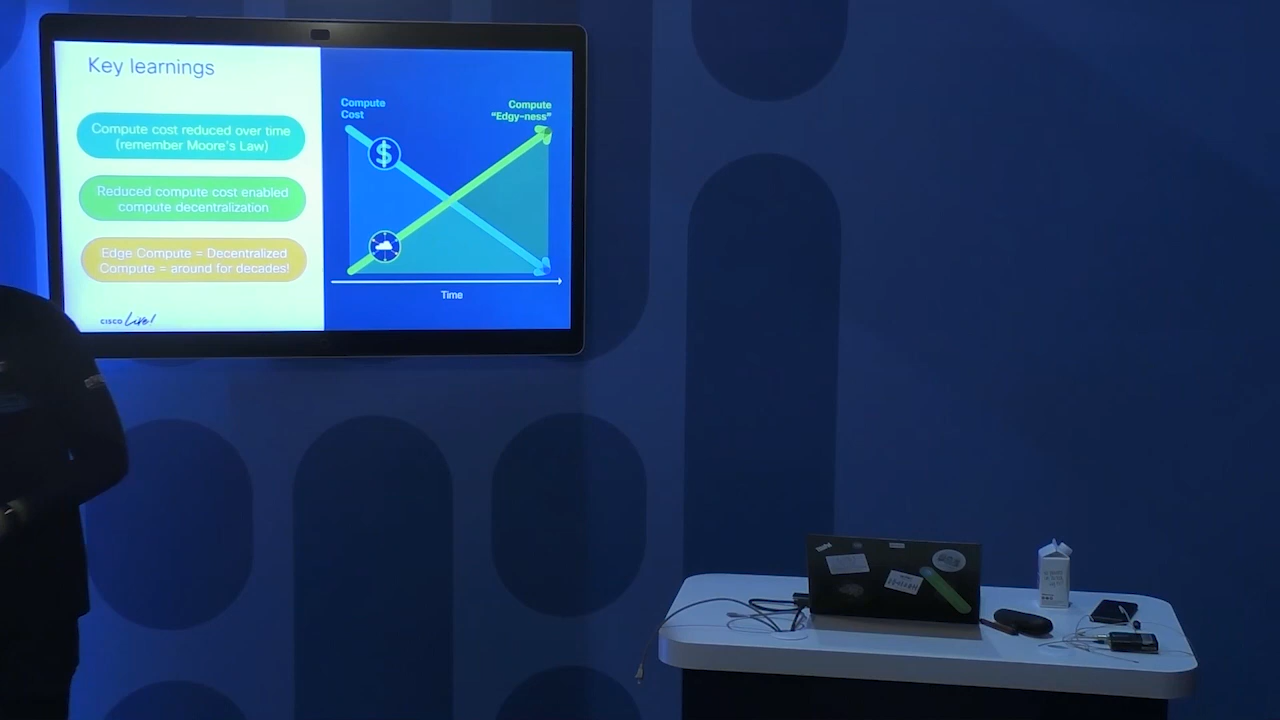 Key learnings
Compute cost reduced over time
(remember Moore's Law)
Reduced compute cost enabled
compute decentralization
Edge Compute = Decentralized
Compute = around for decades!
CISCO Live!
Compute
Cost
Compute
"Edgy-ness"
$
Time